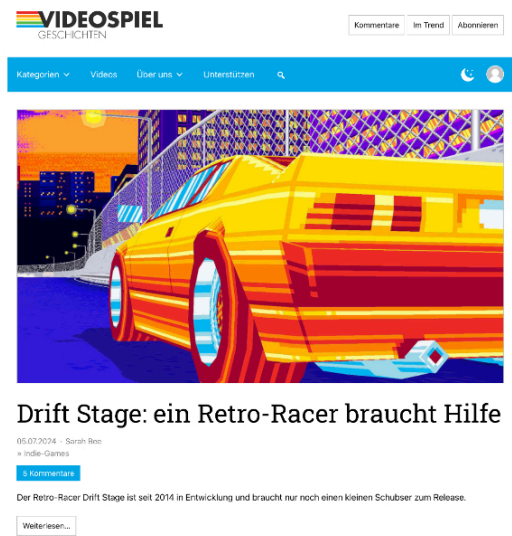 VIDEOSPIEL
GESCHICHTEN
Kommentare Im Trend Abonnieren
Kategorien Videos Über uns Unterstützen
Drift Stage: ein Retro-Racer braucht Hilfe
05.07.2024 - Sarah Bee
» Indie-Games
5 Kommentare
Der Retro-Racer Drift Stage ist seit 2014 in Entwicklung und braucht nur noch einen kleinen Schubser zum Release.
Weiterlesen...